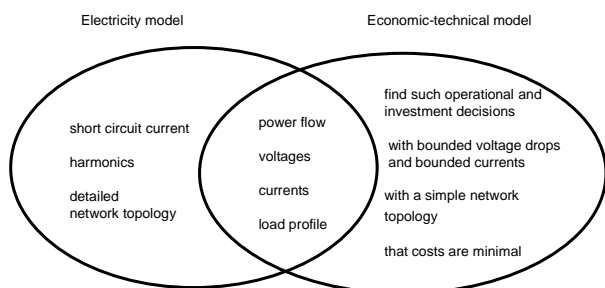 Electricity model
Economic-technical model
short circuit current
harmonics
detailed
network topology
power flow
voltages
currents
load profile
find such operational and
investment decisions
with bounded voltage drops
and bounded currents
with a simple network
topology
that costs are minimal